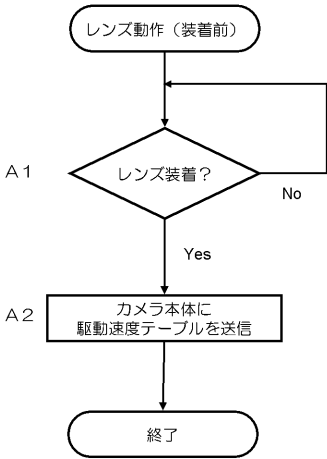 レンズ動作（装着前）
A1
レンズ装着？
No
Yes
A2
カメラ本体に
駆動速度テーブルを送信
終了